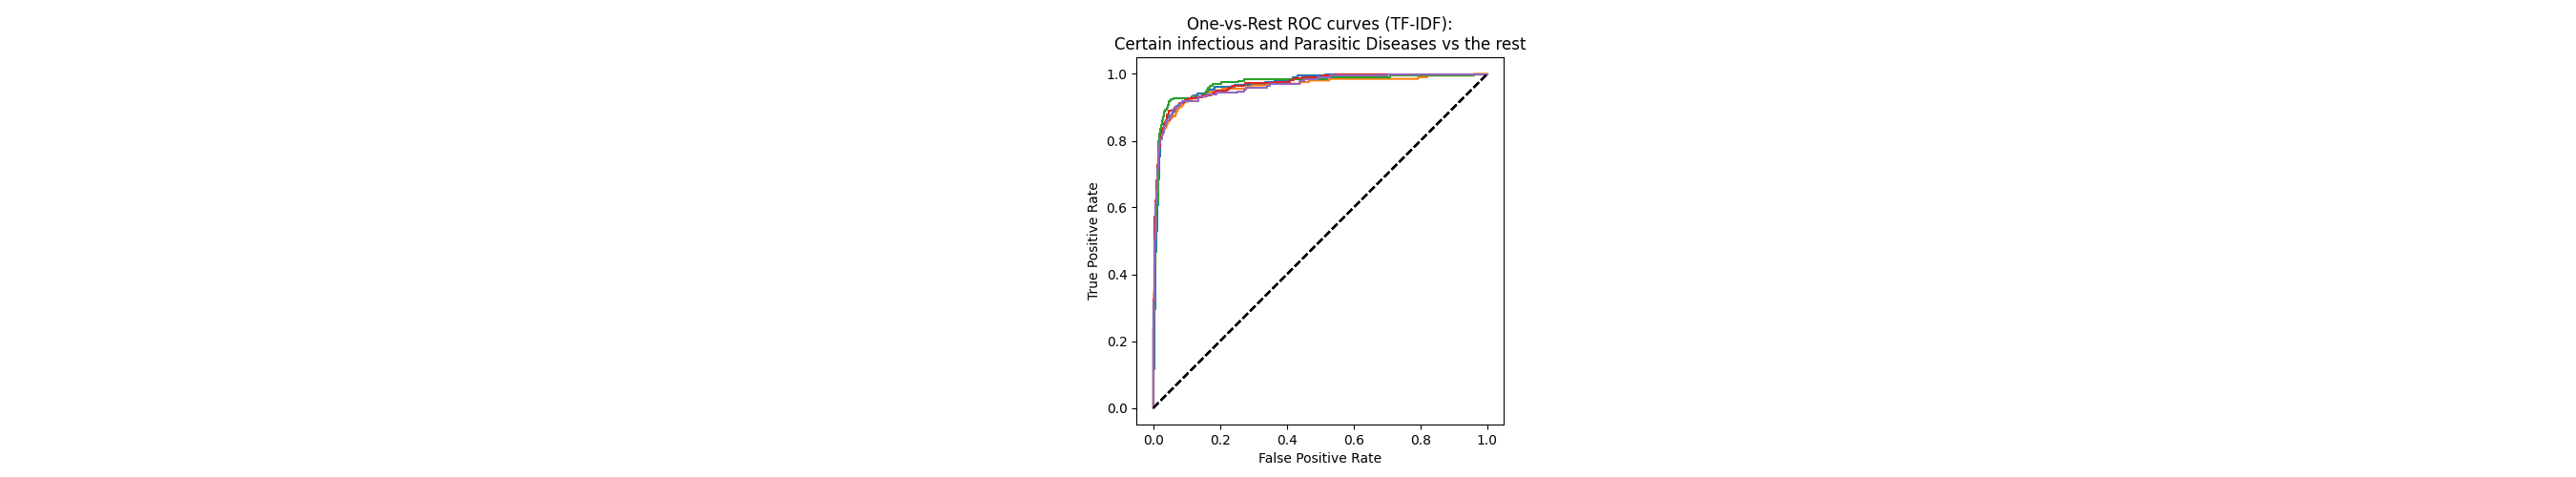 One-vs-Rest ROC curves (TF-IDF):
Certain infectious and Parasitic Diseases vs the rest
1.0
0.8
0.6
0.4
0.2
0.0
True Positive Rate
0.0 0.2 0.4 0.6 0.8 1.0
False Positive Rate